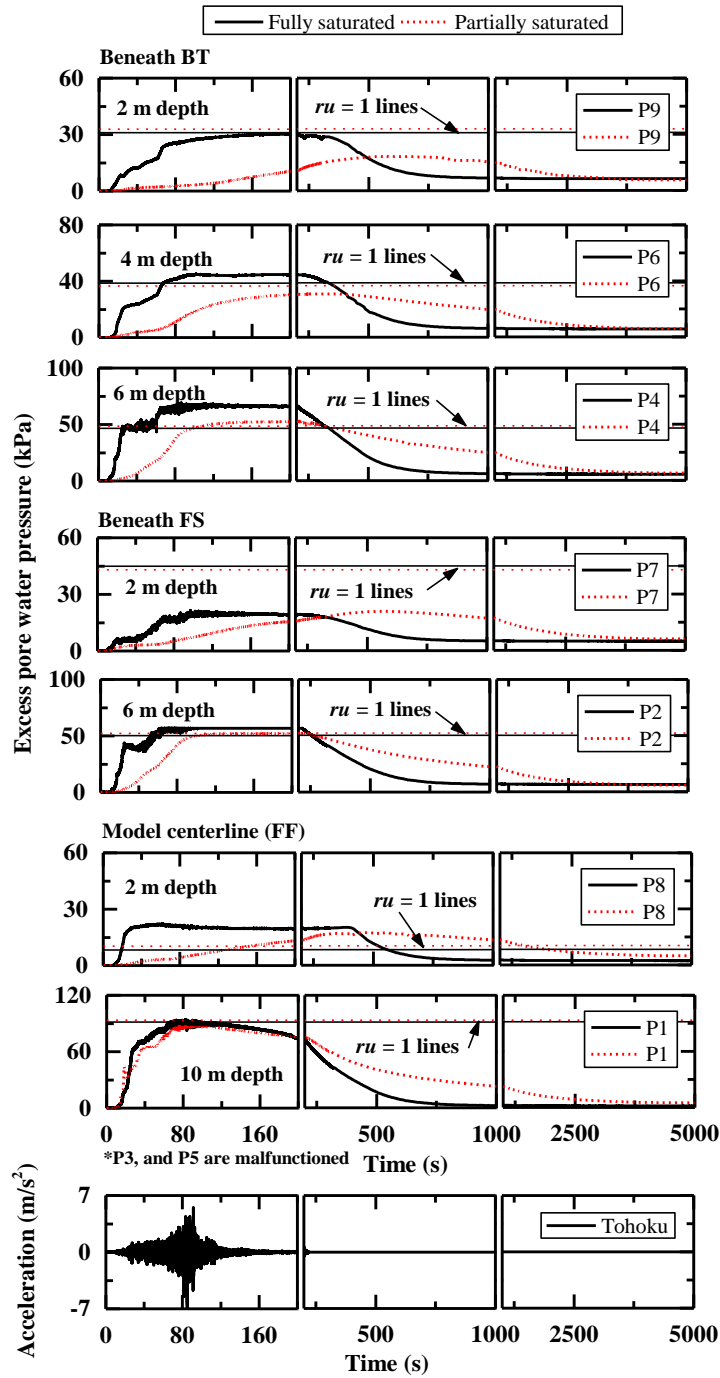 Fully saturated Partially saturated
Beneath BT
60
30
0
2 m depth
ru = 1 lines
P9
P9
80
40
0
4 m depth
ru = 1 lines
P6
P6
100
50
0
6 m depth
ru = 1 lines
P4
P4
Beneath FS
60
30
0
2 m depth
ru = 1 lines
P7
P7
100
50
0
6 m depth
ru = 1 lines
P2
P2
Model centerline (FF)
60
30
0
2 m depth
ru = 1 lines
P8
P8
120
90
60
30
0
10 m depth
ru = 1 lines
P1
P1
Excess pore water pressure (kPa)
0 80 160 500 1000 2500 5000
*P3, and P5 are malfunctioned
Time (s)
7
0
-7
Acceleration (m/s²)
Tohoku
0 80 160 500 1000 2500 5000
Time (s)